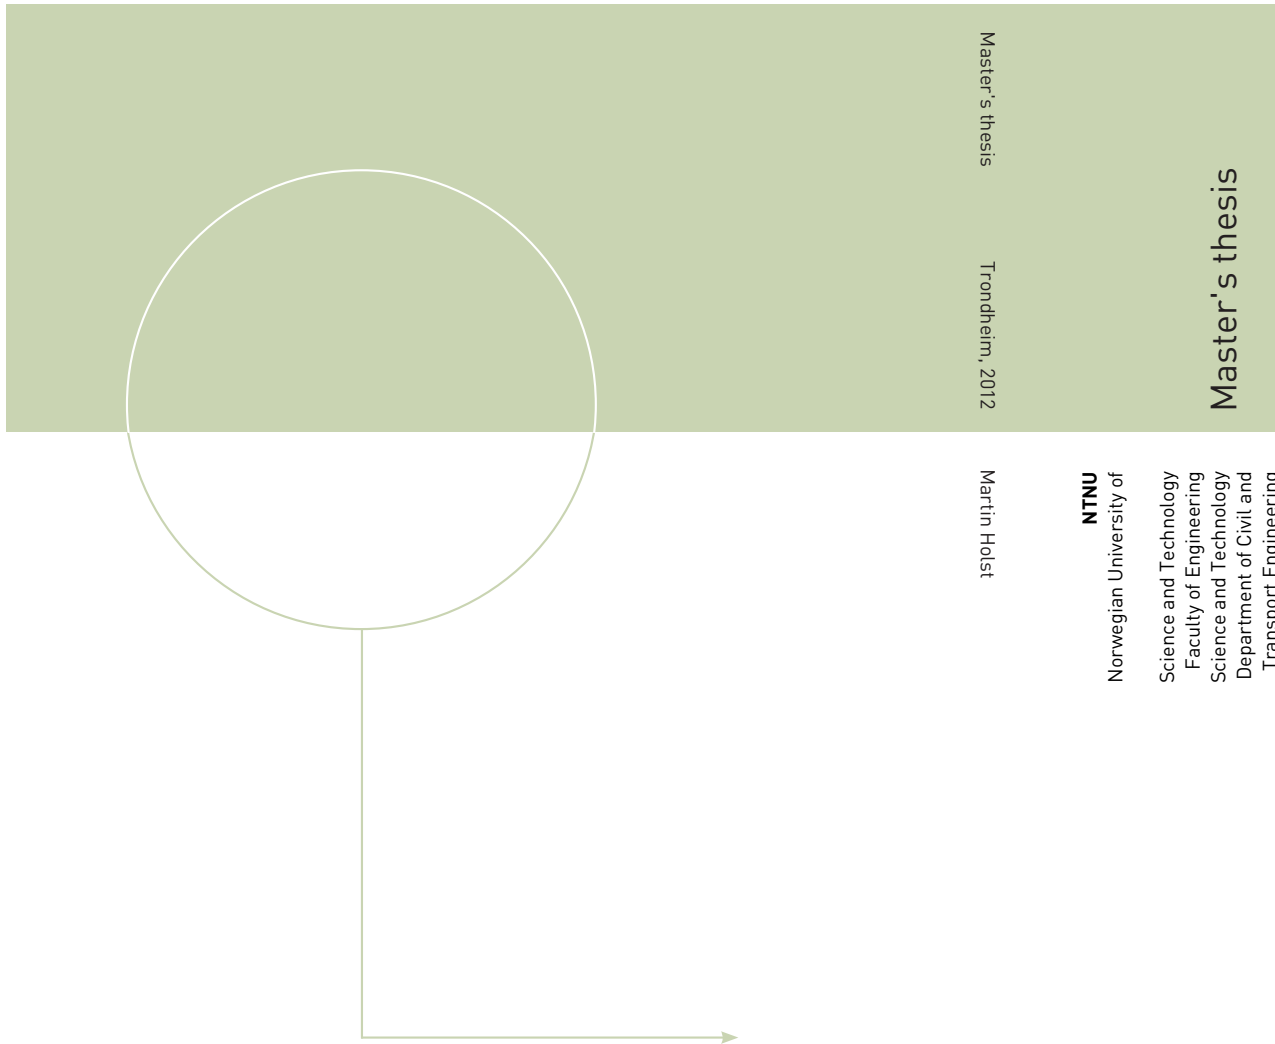 Master's thesis
Trondheim, 2012
Martin Holst
Master's thesis
NTNU
Norwegian University of
Science and Technology
Faculty of Engineering
Science and Technology
Department of Civil and
Transport Engineering